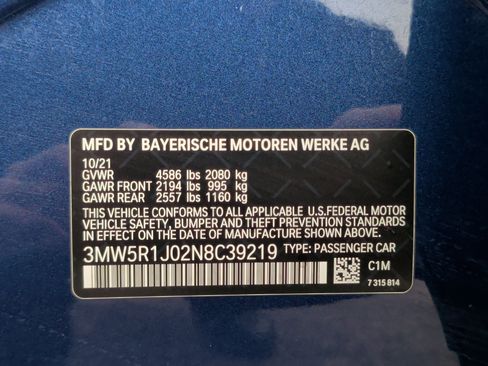 MFD BY BAYERISCHE MOTOREN WERKE AG
10/21
GVWR 4586 lbs 2080 kg
GAWR FRONT 2194 lbs 995 kg
GAWR REAR 2557 lbs 1160 kg
THIS VEHICLE CONFORMS TO ALL APPLICABLE U.S.FEDERAL MOTOR
VEHICLE SAFETY, BUMPER AND THEFT PREVENTION STANDARDS
IN EFFECT ON THE DATE OF MANUFACTURE SHOWN ABOVE.
3MW5R1J02N8C39219 TYPE: PASSENGER CAR
C1M
7 315 814